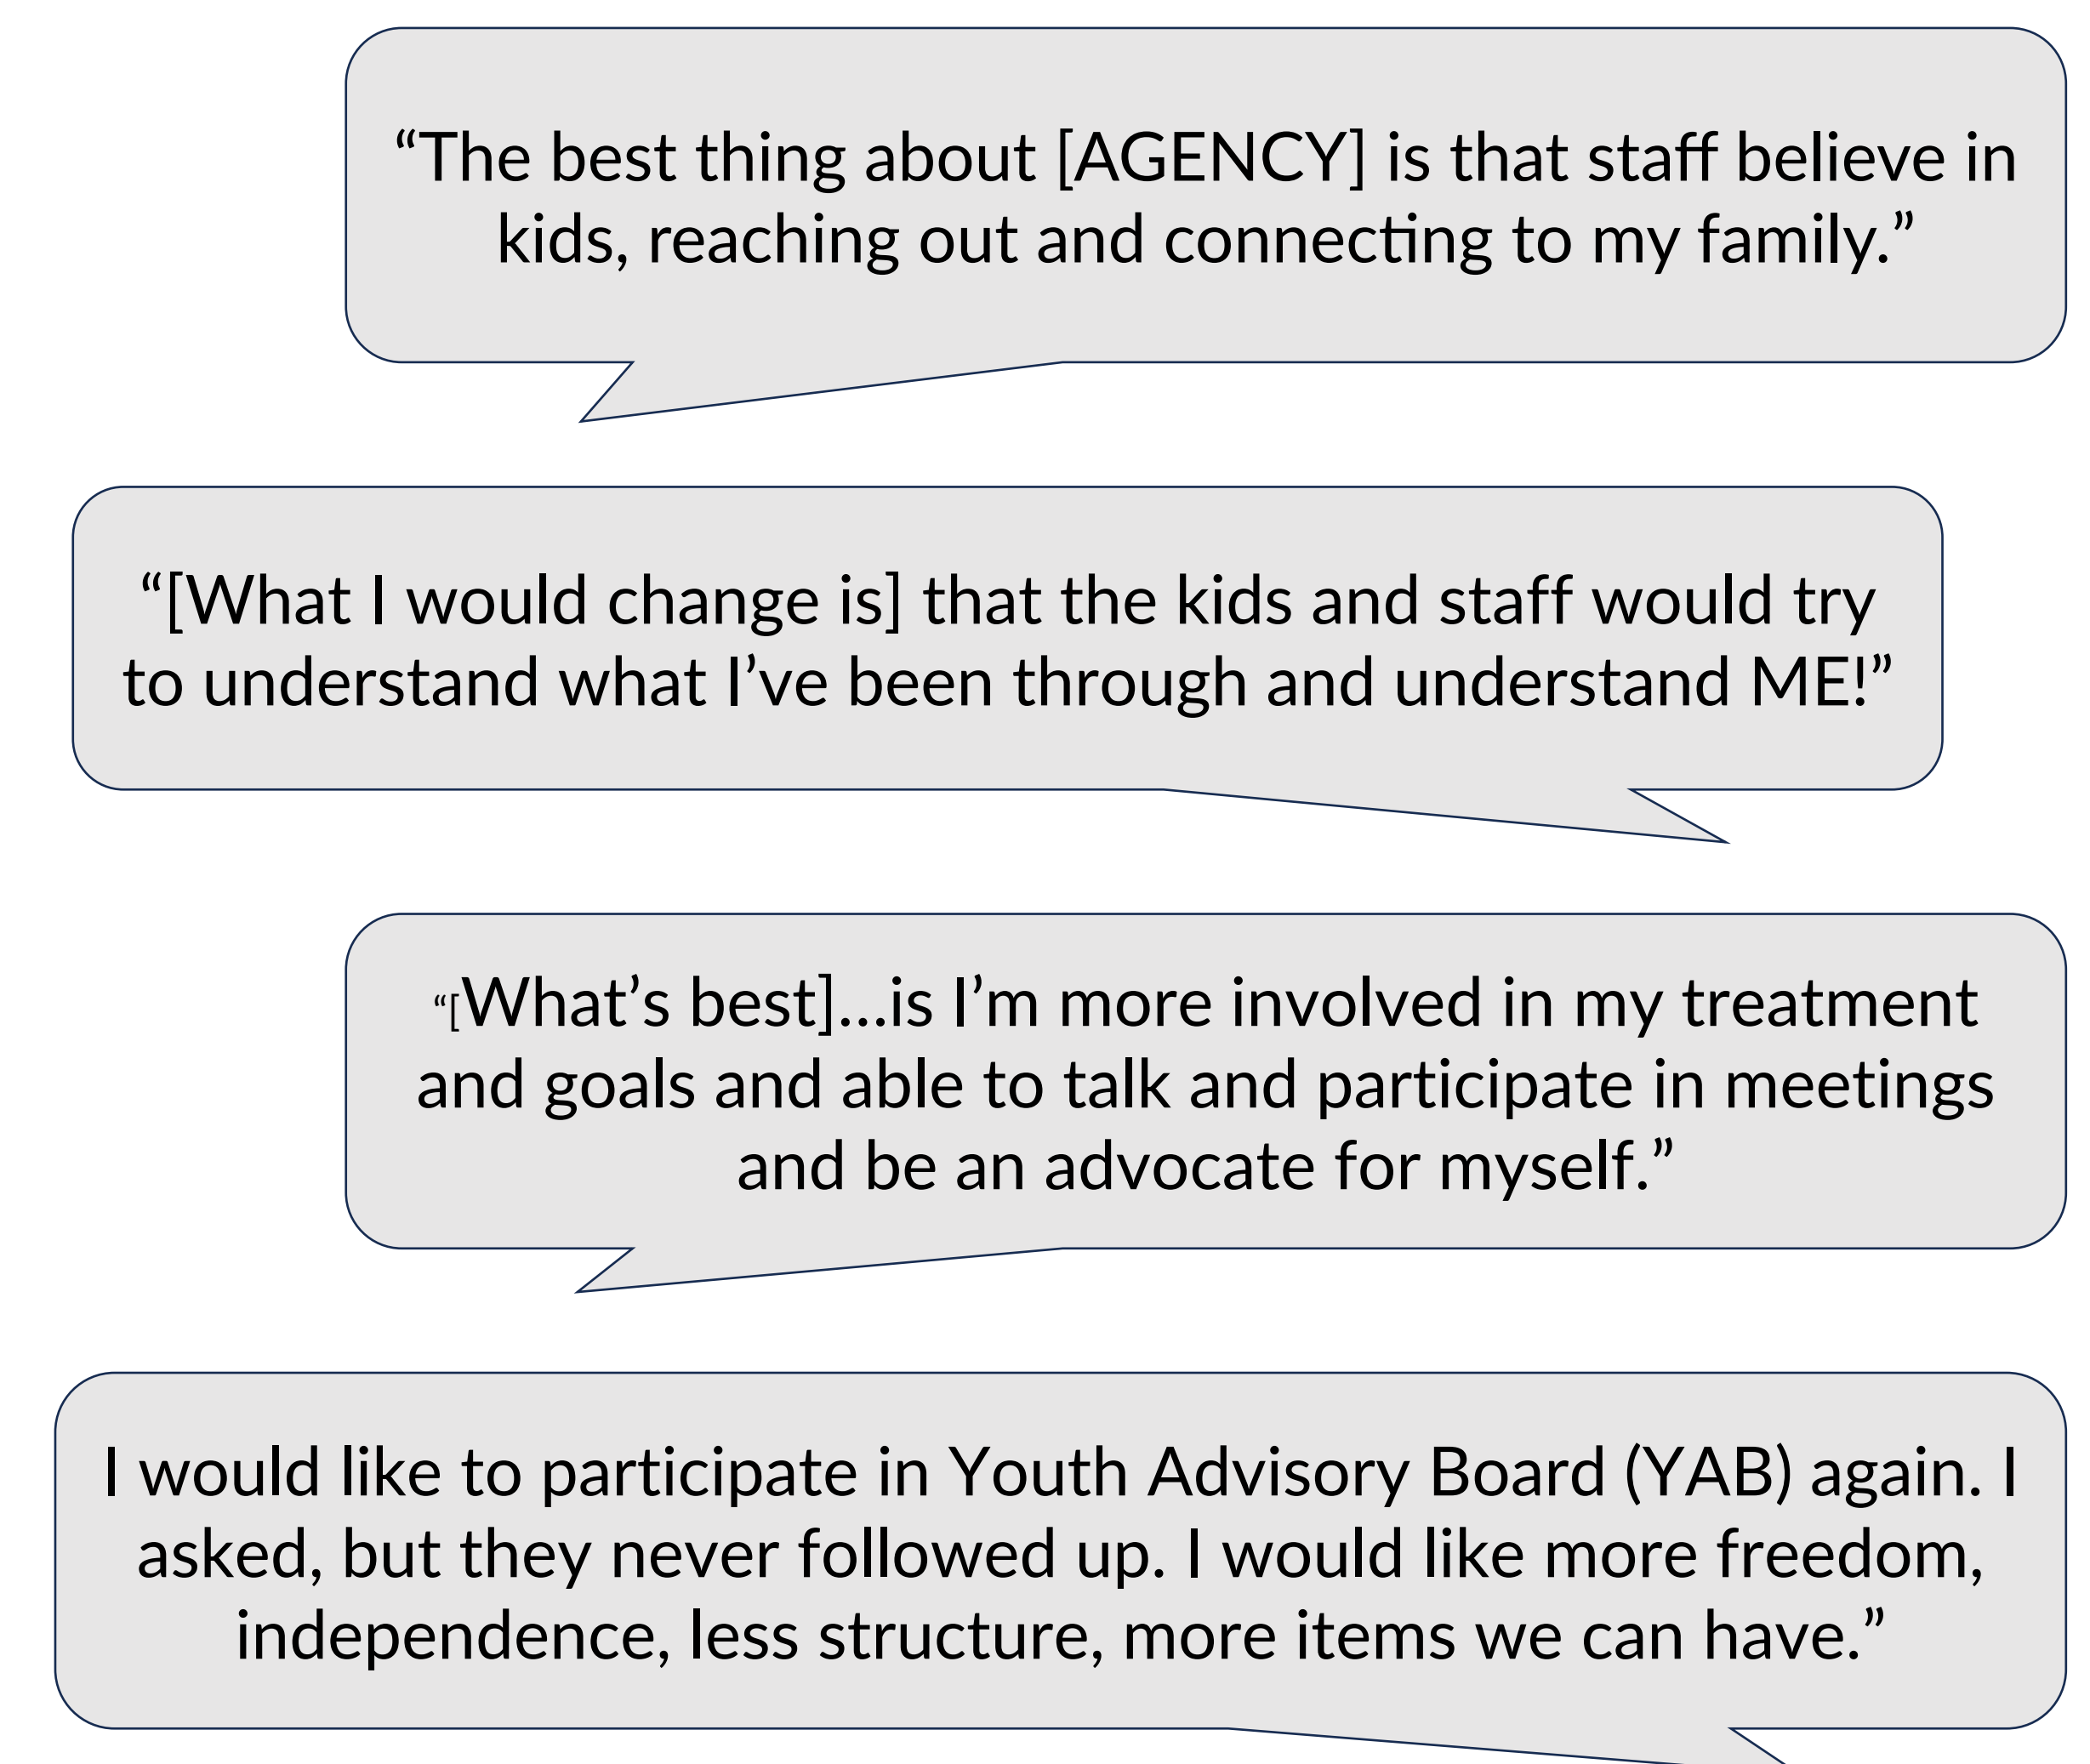 “The best thing about [AGENCY] is that staff believe in
kids, reaching out and connecting to my family.”
“[What I would change is] that the kids and staff would try
to understand what I’ve been through and understand ME!”
“[What’s best]…is I’m more involved in my treatment
and goals and able to talk and participate in meetings
and be an advocate for myself.”
I would like to participate in Youth Advisory Board (YAB) again. I
asked, but they never followed up. I would like more freedom,
independence, less structure, more items we can have.”